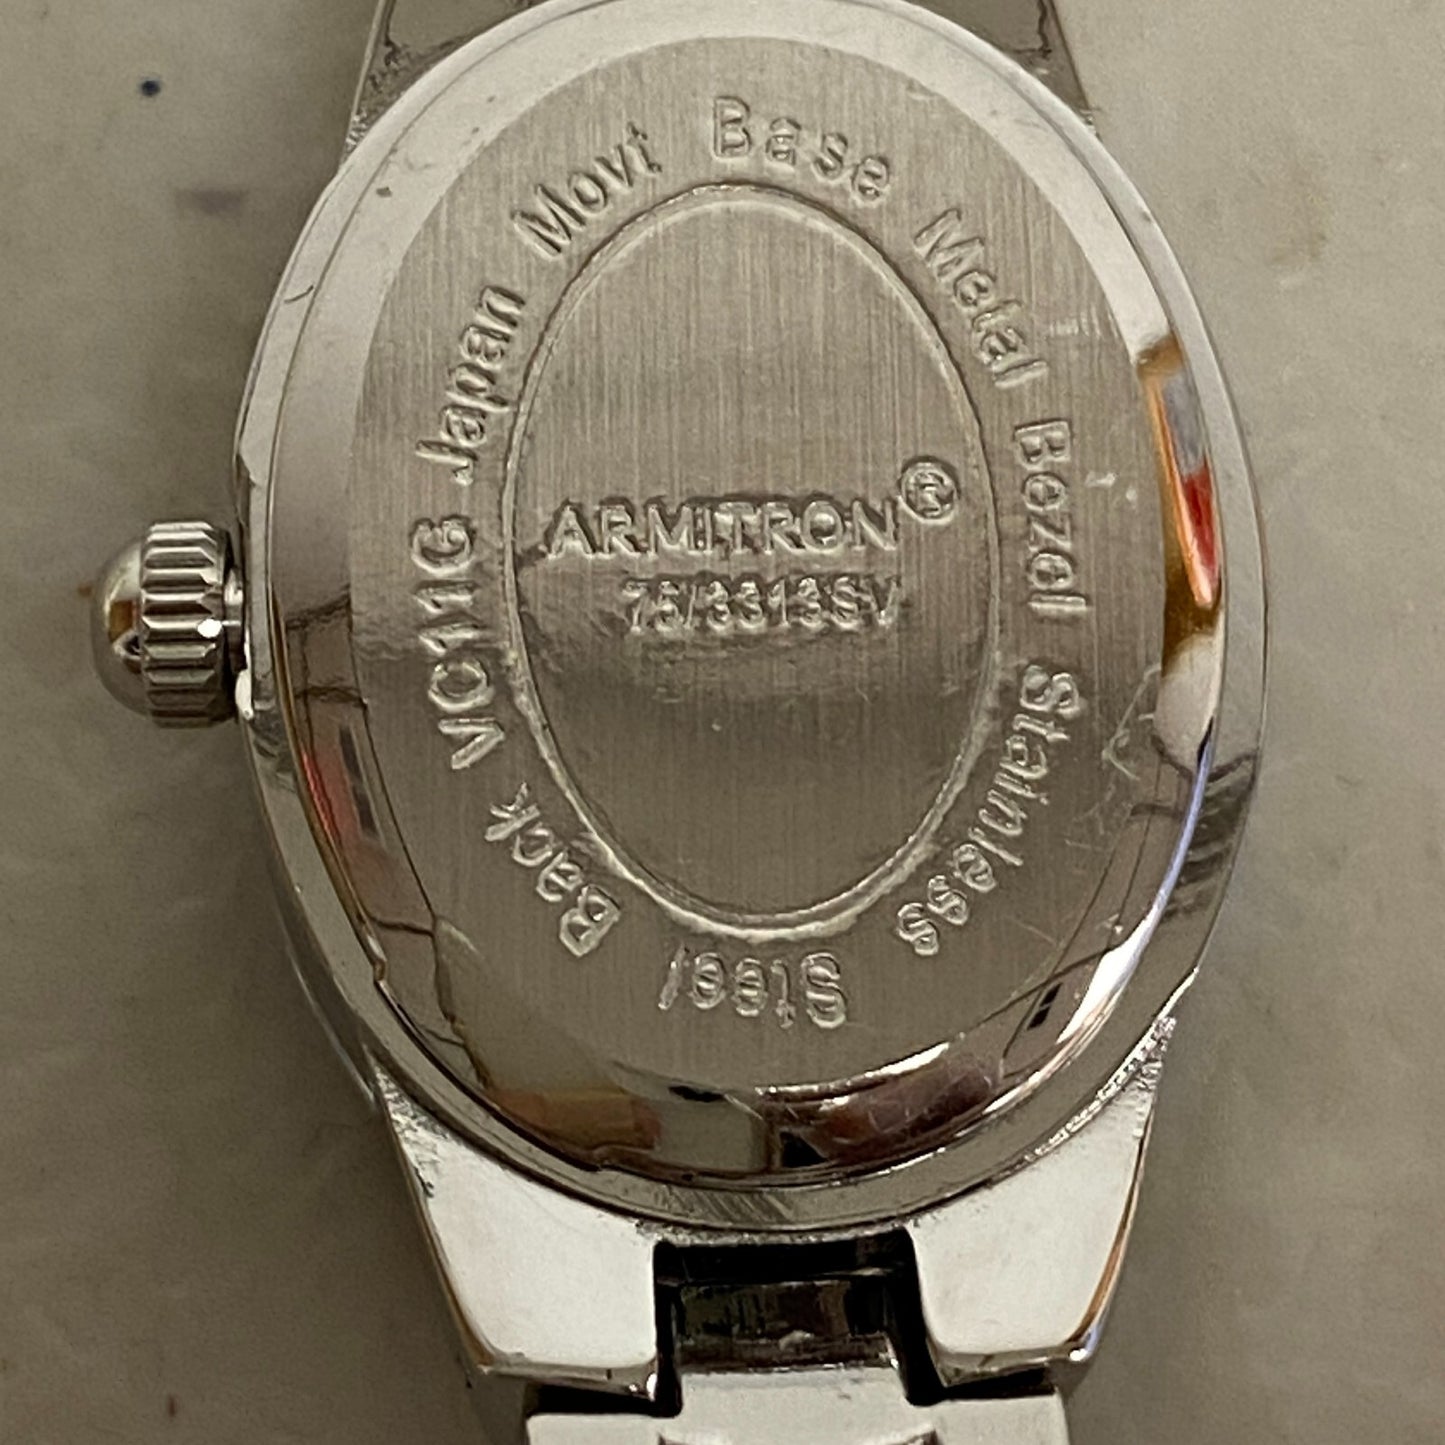 ARMITRON®
75/3313SV
Base Metal Bezel Stainless Steel Back VC11G Japan Movt